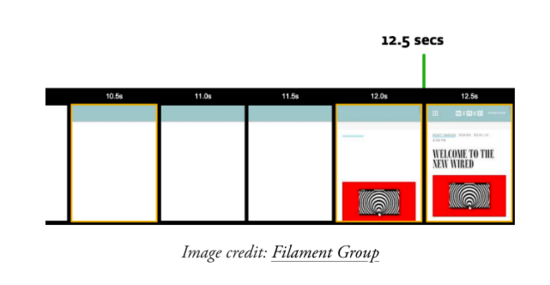 12.5 secs
10.5s 11.0s 11.5s 12.0s 12.5s
WIRED
WELCOME TO THE
NEW WIRED
Image credit: Filament Group